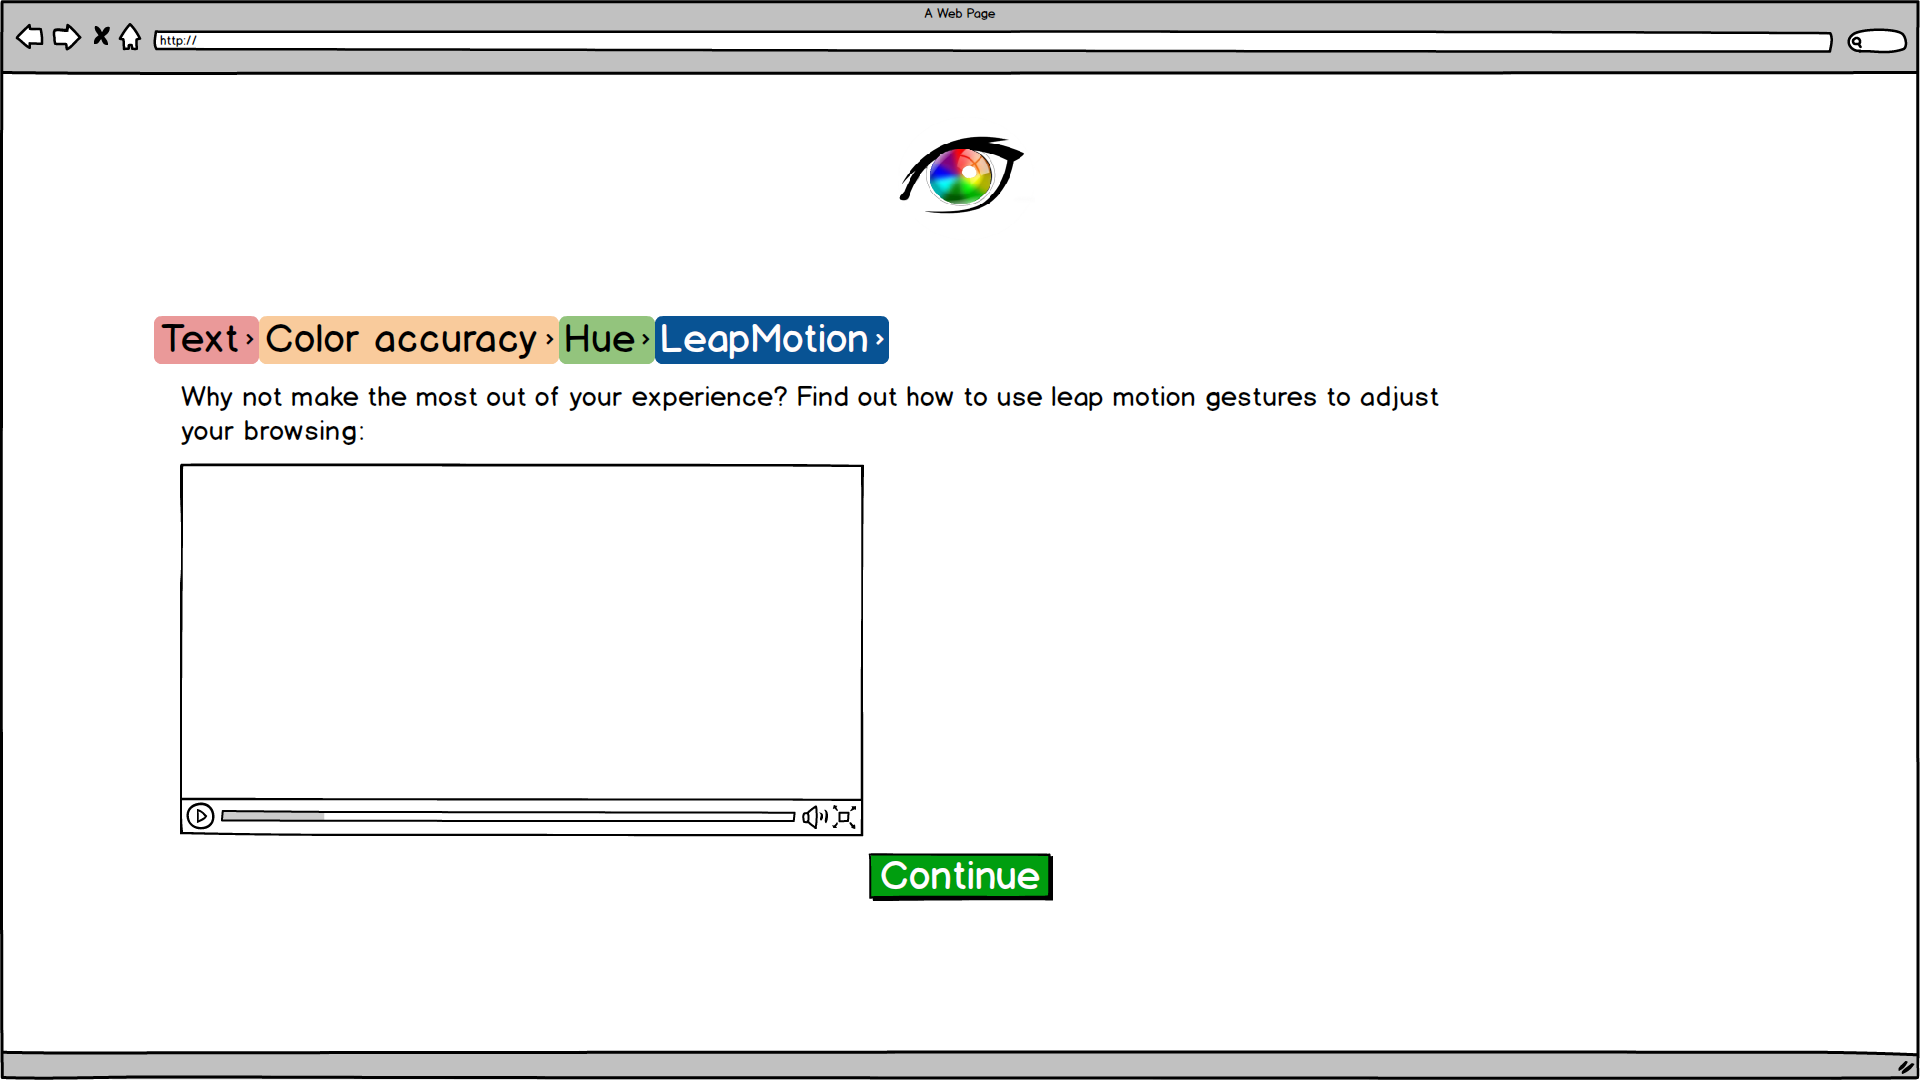 A Web Page
http://
Text › Color accuracy › Hue › LeapMotion ›
Why not make the most out of your experience? Find out how to use leap motion gestures to adjust
your browsing:
Continue